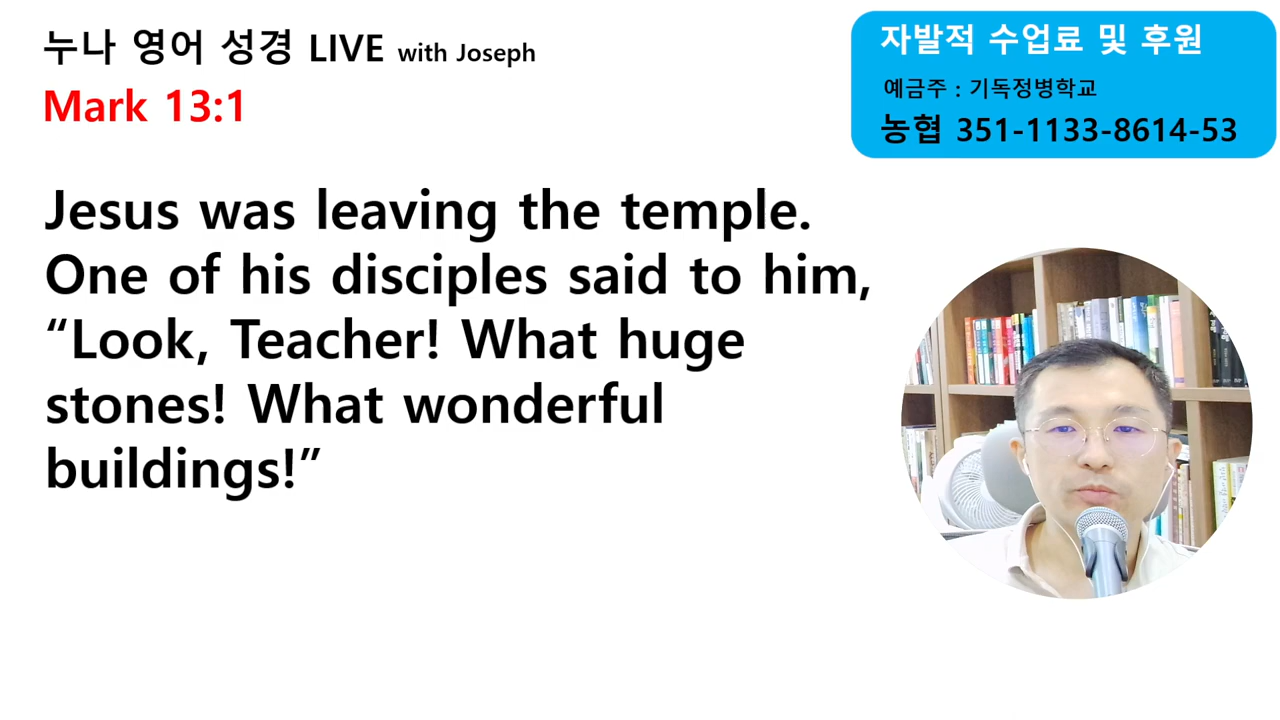 누나 영어 성경 LIVE with Joseph
Mark 13:1
자발적 수업료 및 후원
예금주 : 기독정병학교
농협 351-1133-8614-53
Jesus was leaving the temple.
One of his disciples said to him,
“Look, Teacher! What huge
stones! What wonderful
buildings!”